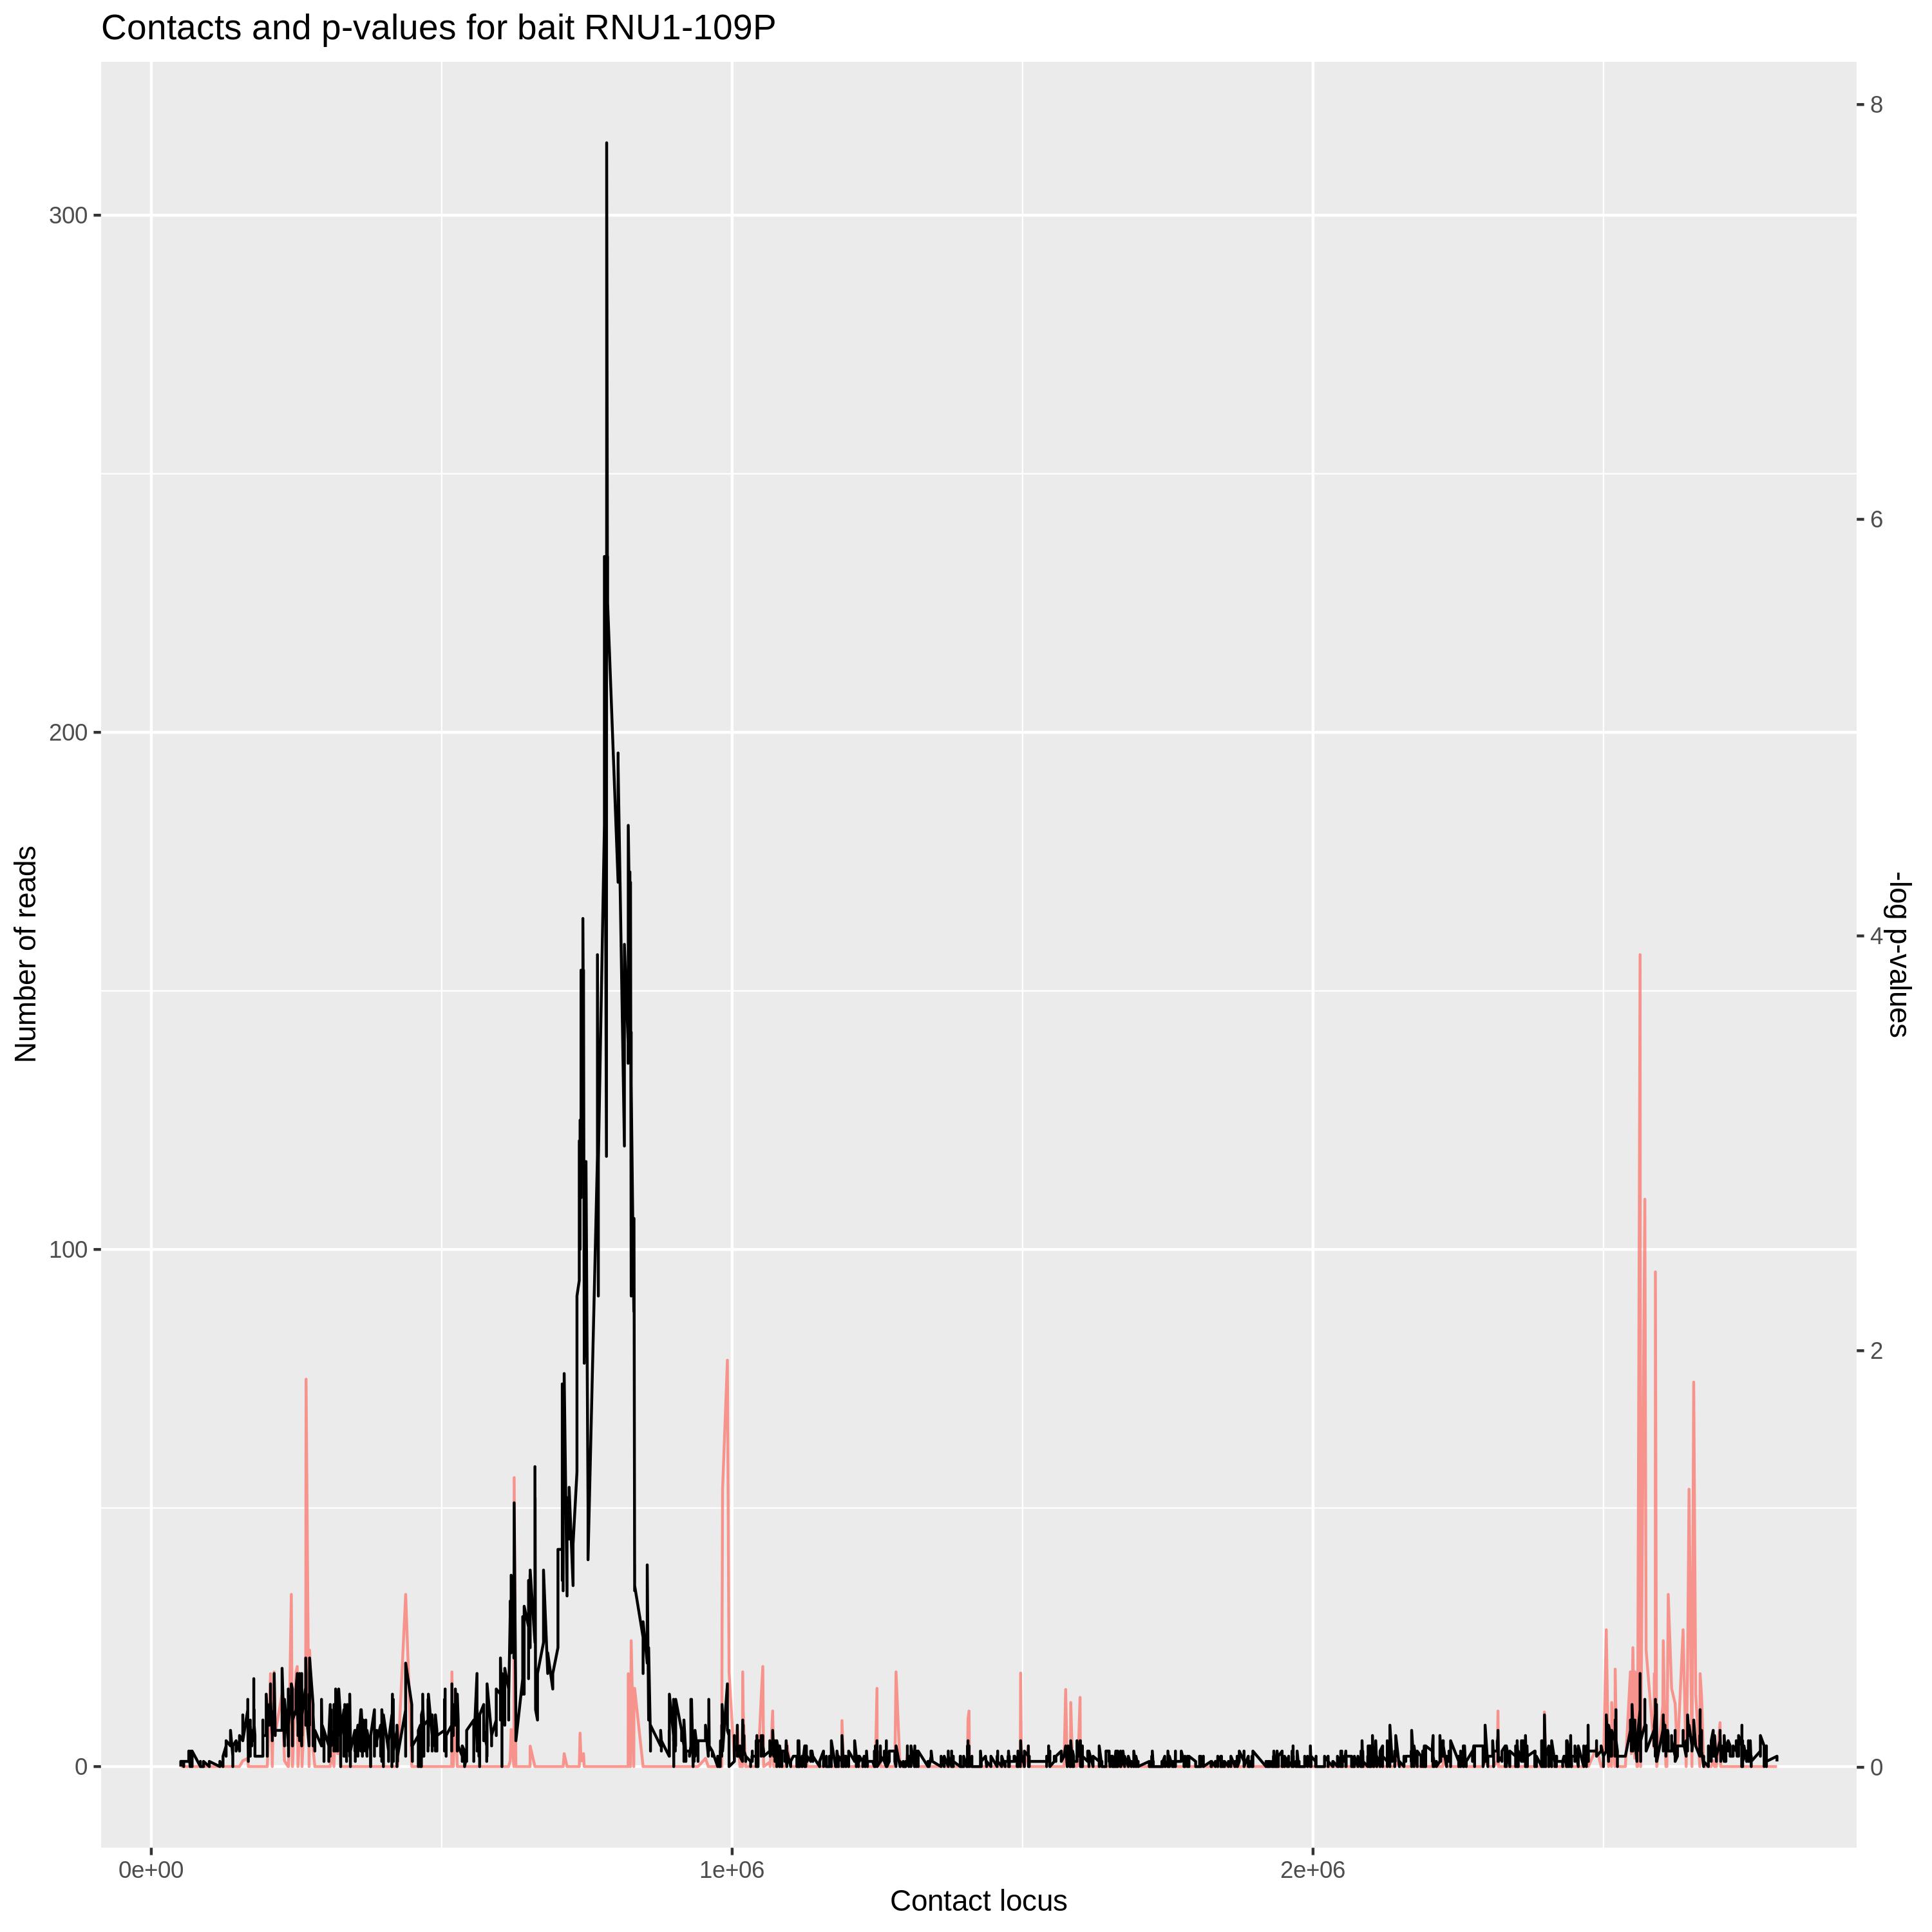 Contacts and p-values for bait RNU1-109P
8
300
6
200
4
Number of reads
-log p-values
100
2
0
0
0e+00
1e+06
2e+06
Contact locus